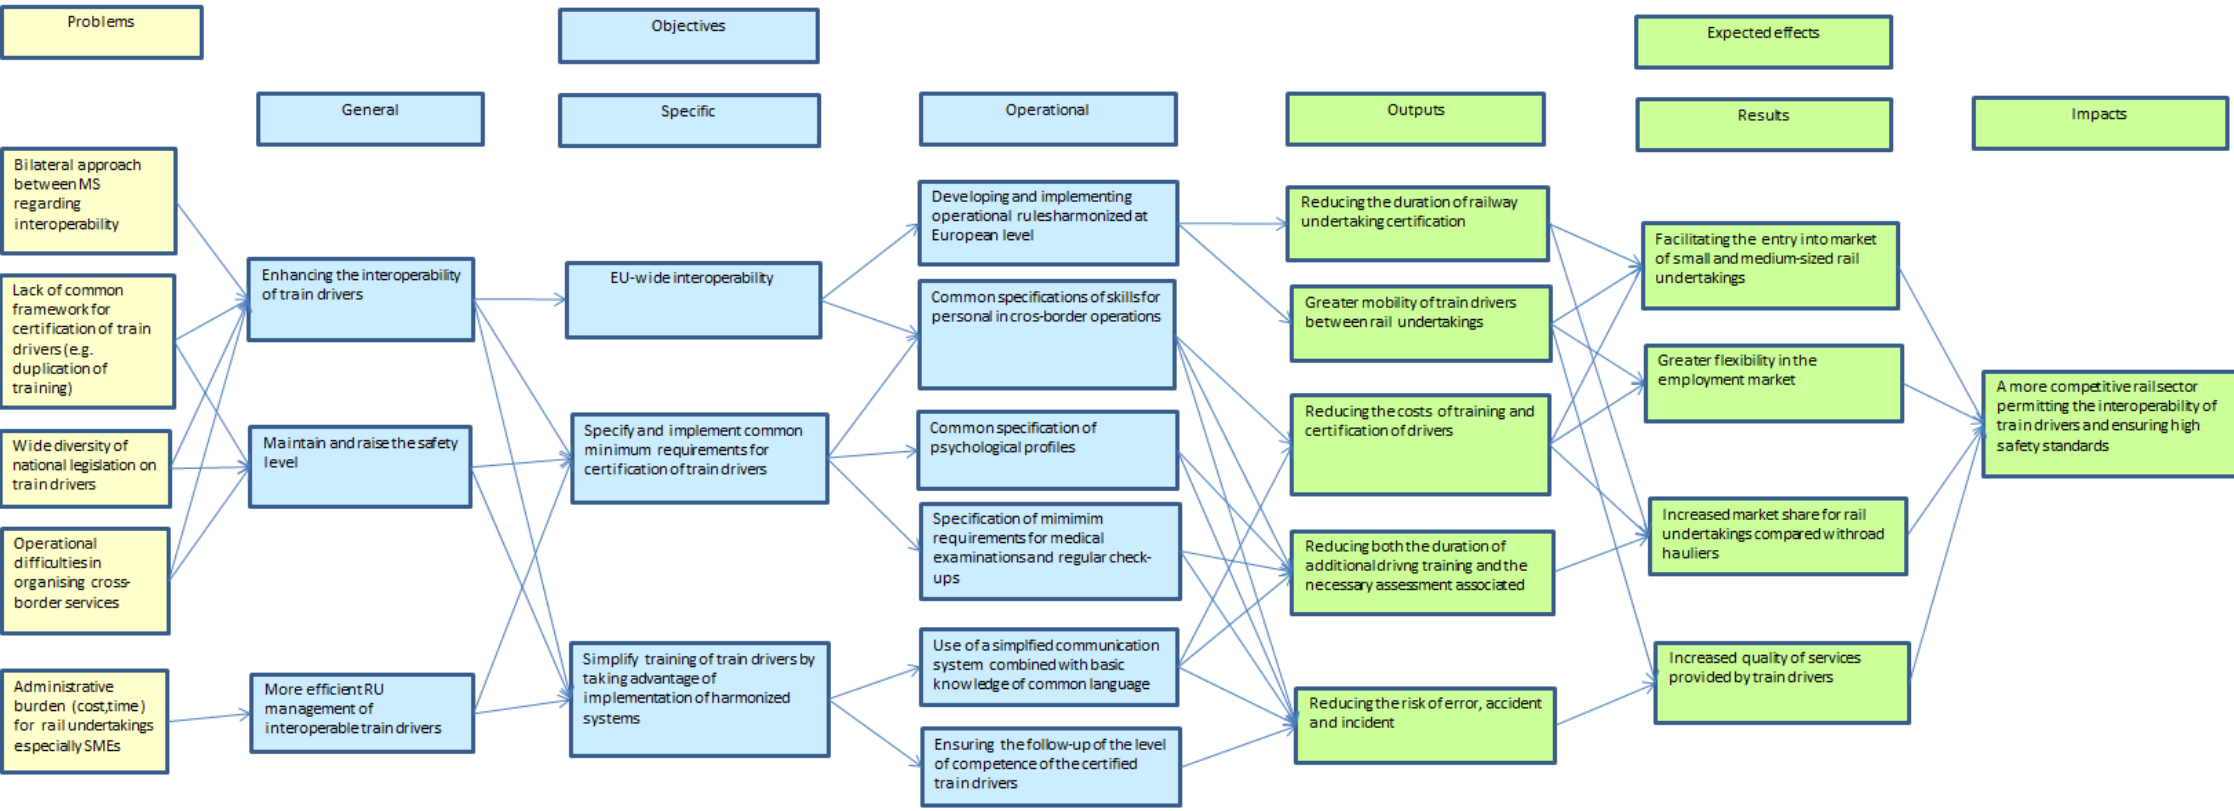 Problems
Objectives
Expected effects
General
Specific
Operational
Outputs
Results
Impacts
Bilateral approach
between MS
regarding
interoperability
Lack of common
framework for
certification of train
drivers (e.g.
duplication of
training)
Wide diversity of
national legislation on
train drivers
Operational
difficulties in
organising cross-
border services
Administrative
burden (cost,time)
for rail undertakings
especially SMEs
Enhancing the interoperability
of train drivers
Maintain and raise the safety
level
More efficient RU
management of
interoperable train drivers
EU-wide interoperability
Specify and implement common
minimum requirements for
certification of train drivers
Simplify training of train drivers by
taking advantage of
implementation of harmonized
systems
Developing and implementing
operational rulesharmonized at
European level
Common specifications of skills for
personal in cros-border operations
Common specification of
psychological profiles
Specification of mimimim
requirements for medical
examinations and regular check-
ups
Use of a simplfied communication
system combined with basic
knowledge of common language
Ensuring the follow-up of the level
of competence of the certified
train drivers
Reducing the duration of railway
undertaking certification
Greater mobility of train drivers
between rail undertakings
Reducing the costs of training and
certification of drivers
Reducing both the duration of
additional drivng training and the
necessary assessment associated
Reducing the risk of error, accident
and incident
Facilitating the entry into market
of small and medium-sized rail
undertakings
Greater flexibility in the
employment market
Increased market share for rail
undertakings compared withroad
hauliers
Increased quality of services
provided by train drivers
A more competitive rail sector
permitting the interoperability of
train drivers and ensuring high
safety standards